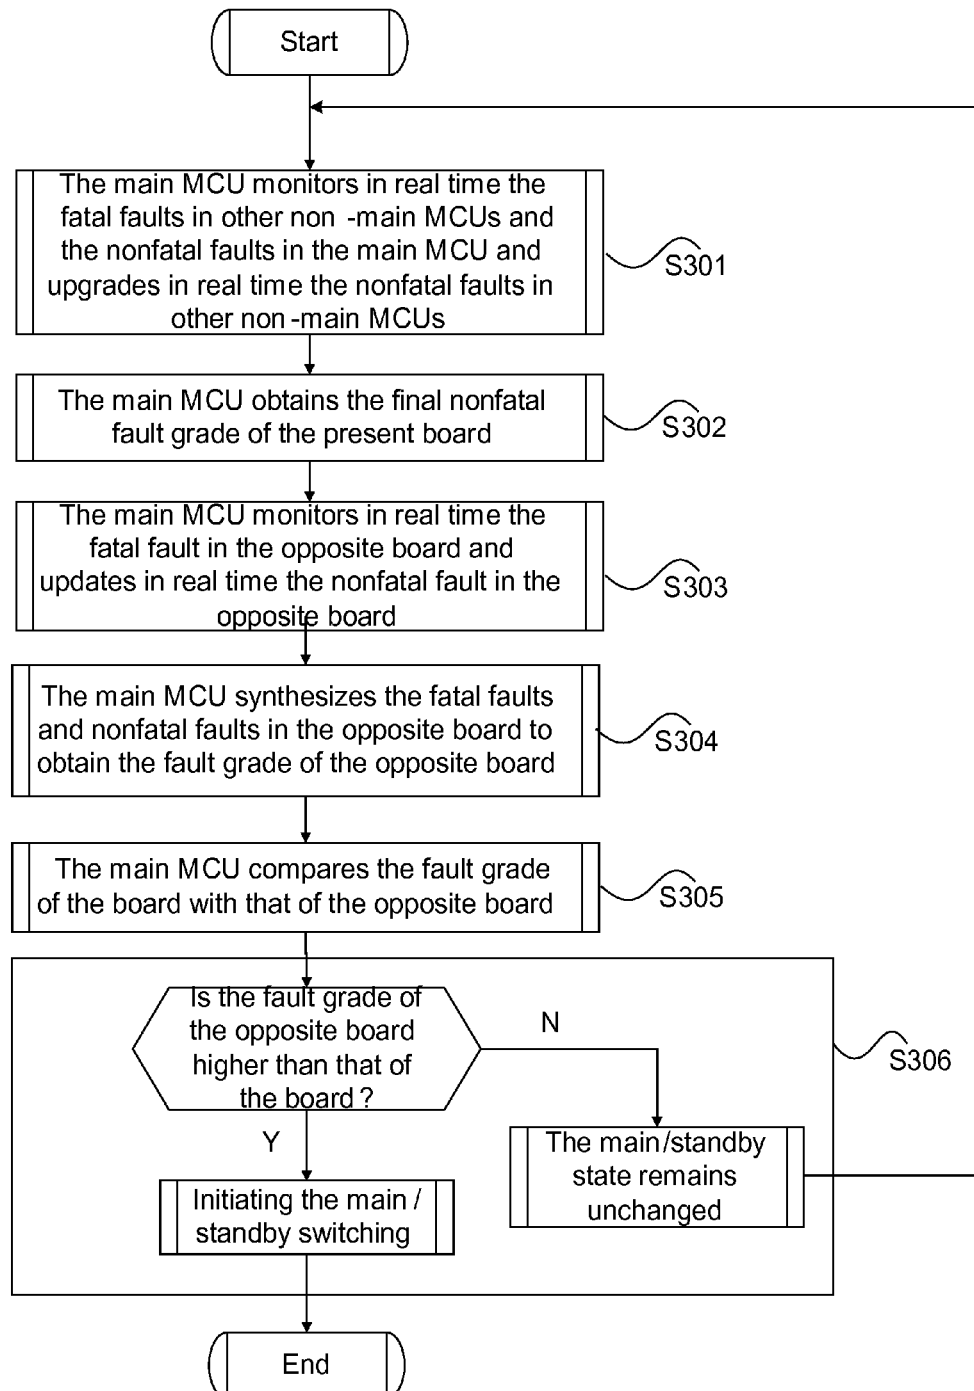 Start
The main MCU monitors in real time the
fatal faults in other non -main MCUs and
the nonfatal faults in the main MCU and
upgrades in real time the nonfatal faults in
other non -main MCUs
S301
The main MCU obtains the final nonfatal
fault grade of the present board
S302
The main MCU monitors in real time the
fatal fault in the opposite board and
updates in real time the nonfatal fault in the
opposite board
S303
The main MCU synthesizes the fatal faults
and nonfatal faults in the opposite board to
obtain the fault grade of the opposite board
S304
The main MCU compares the fault grade
of the board with that of the opposite board
S305
Is the fault grade of
the opposite board
higher than that of
the board ?
N
S306
Y
The main/standby
state remains
unchanged
Initiating the main /
standby switching
End